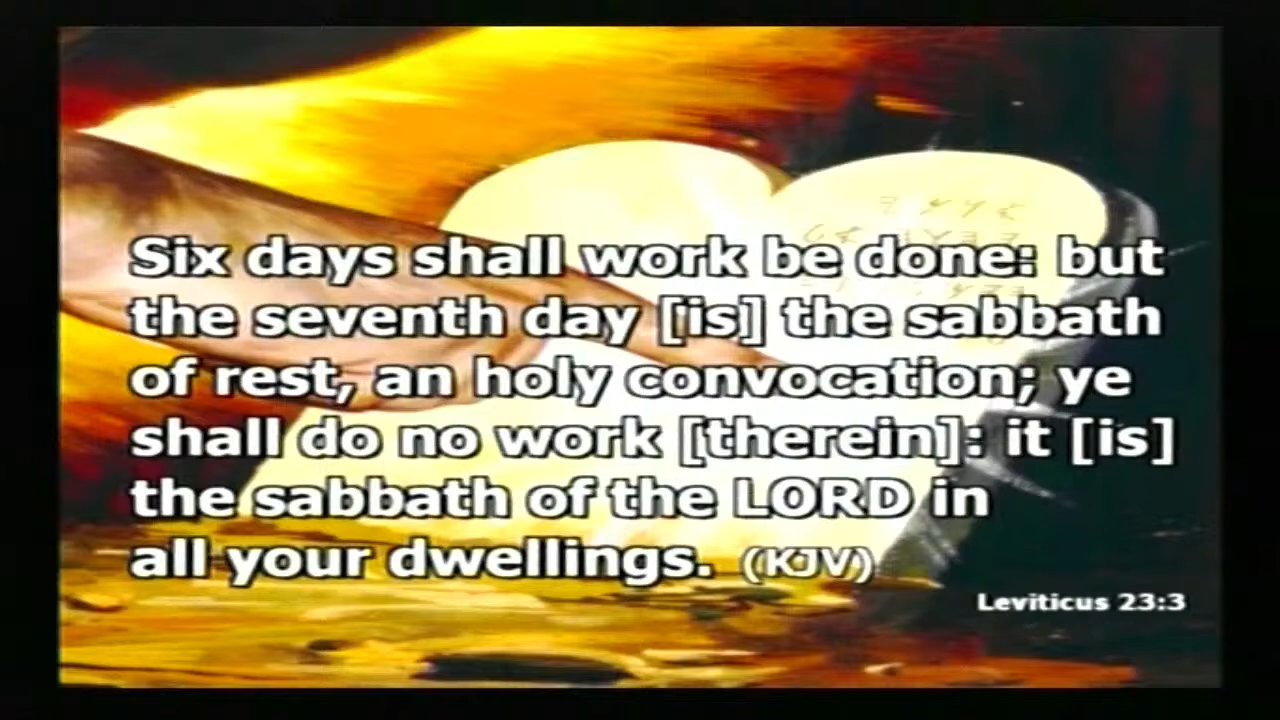 Six days shall work be done: but
the seventh day [is] the sabbath
of rest, an holy convocation; ye
shall do no work [therein]: it [is]
the sabbath of the LORD in
all your dwellings. (KJV)
Leviticus 23:3